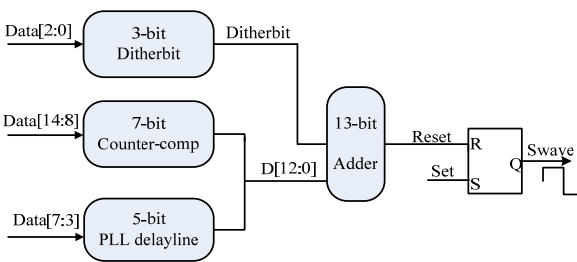 Data[2:0]
3-bit
Ditherbit
Ditherbit
Data[14:8]
7-bit
Counter-comp
D[12:0]
13-bit
Adder
Reset
R
Q
Swave
Set
S
Data[7:3]
5-bit
PLL delayline